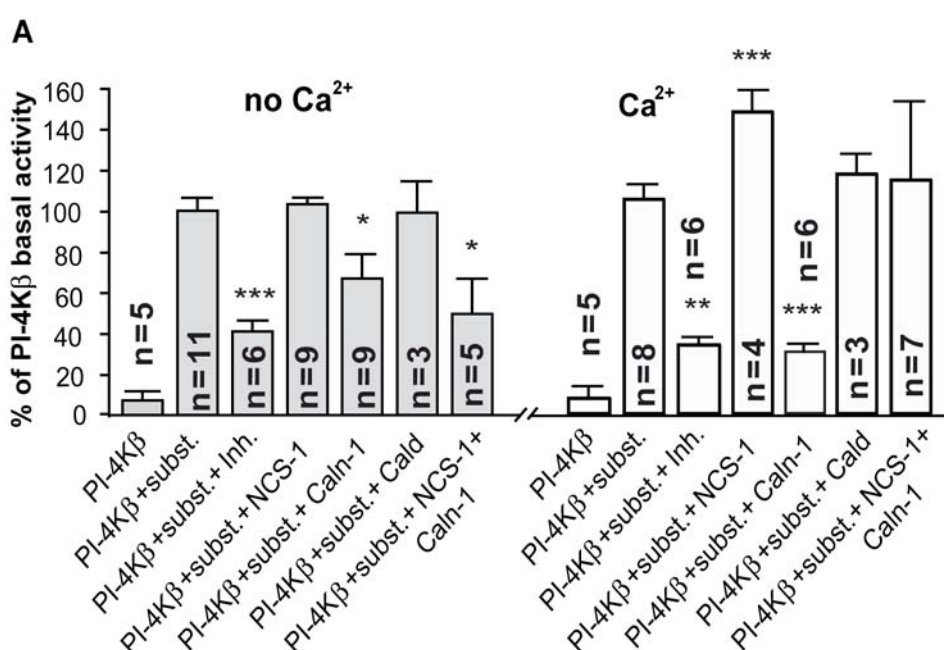 A
% of PI-4Kβ basal activity
160
140
120
100
80
60
40
20
0
no Ca²⁺
Ca²⁺
n=5
n=11
***
n=6
n=9
*
n=9
n=3
*
n=5
n=5
n=8
n=6
**
***
n=4
n=6
***
n=3
n=7
PI-4Kβ
PI-4Kβ +subst.
PI-4Kβ +subst.+ Inh.
PI-4Kβ +subst.+NCS-1
PI-4Kβ +subst.+ Caln-1
PI-4Kβ +subst.+ Cald
PI-4Kβ +subst.+ NCS-1+
Caln-1
PI-4Kβ
PI-4Kβ +subst.
PI-4Kβ +subst.+ Inh.
PI-4Kβ +subst.+NCS-1
PI-4Kβ +subst.+ Caln-1
PI-4Kβ +subst.+ Cald
PI-4Kβ +subst.+ NCS-1+
Caln-1